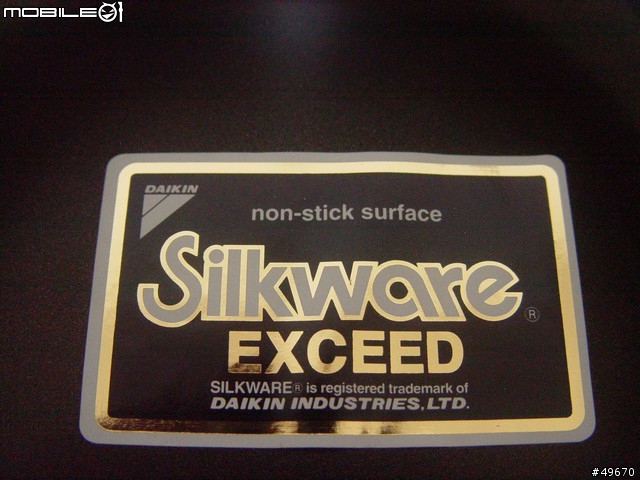 MOBILE01
DAIKIN
non-stick surface
Silkware®
EXCEED
SILKWARE® is registered trademark of
DAIKIN INDUSTRIES,LTD.
#49670